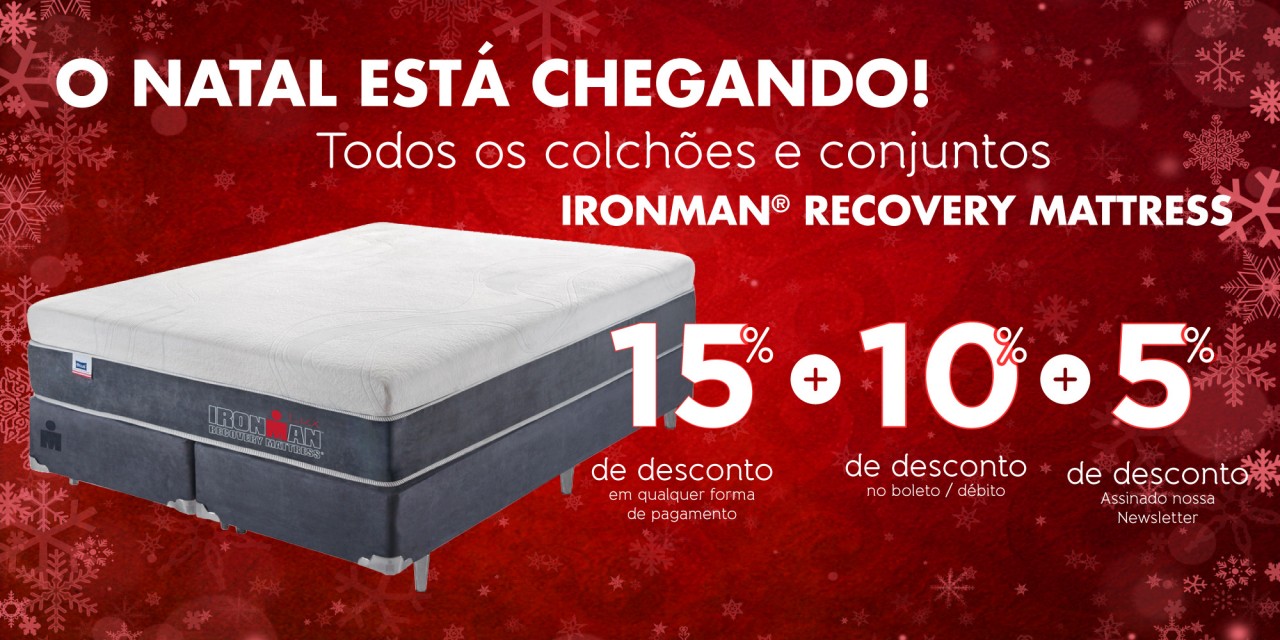 O NATAL ESTÁ CHEGANDO!
Todos os colchões e conjuntos
IRONMAN® RECOVERY MATTRESS
15% + 10% + 5%
de desconto
em qualquer forma
de pagamento
de desconto
no boleto / débito
de desconto
Assinado nossa
Newsletter
IRONMAN
RECOVERY MATTRESS